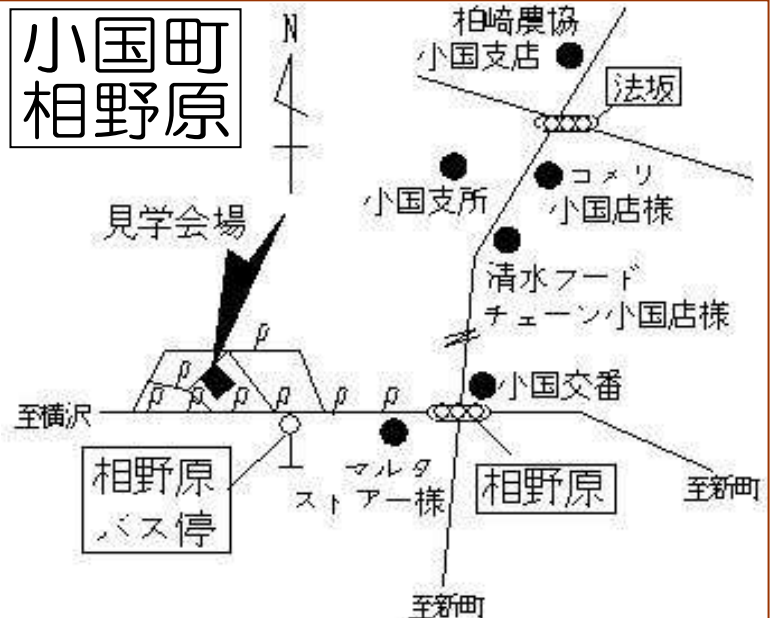 小国町
相野原
N
柏崎農協
小国支店
法坂
小国支所
コメリ
小国店様
見学会場
清水フード
チェーン小国店様
P
P
P
P
P
P
P
P
小国交番
至横沢
相野原
バス停
マルタ
ストアー様
相野原
至新町
至新町